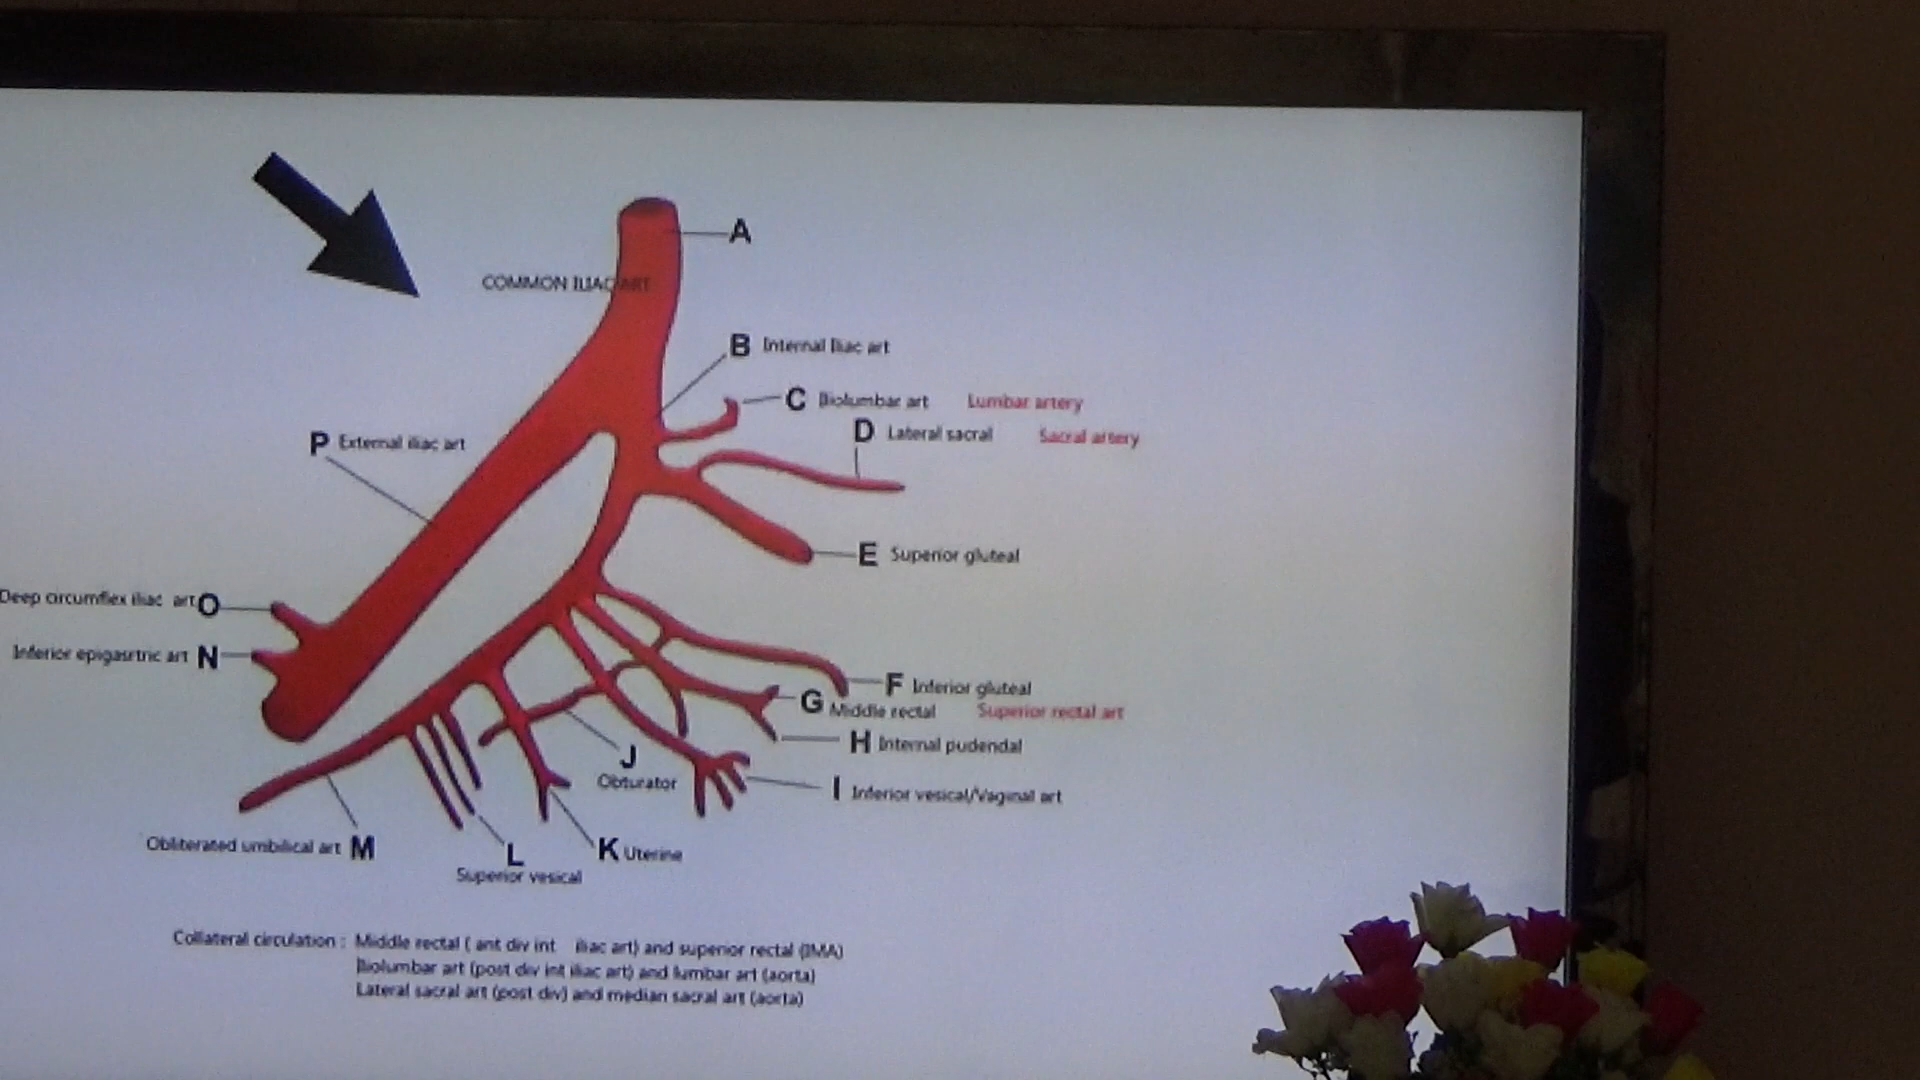 A
COMMON ILIAC ART
B Internal Iliac art
C Iliolumbar art Lumbar artery
D Lateral sacral Sacral artery
P External iliac art
E Superior gluteal
Deep circumflex iliac art O
Inferior epigasrtric art N
F Inferior gluteal
G Middle rectal Superior rectal art
H Internal pudendal
J
Obturator
I Inferior vesical/Vaginal art
Obliterated umbilical art M
L
Superior vesical
K Uterine
Collateral circulation : Middle rectal ( ant div int iliac art) and superior rectal (IMA)
Iliolumbar art (post div int iliac art) and lumbar art (aorta)
Lateral sacral art (post div) and median sacral art (aorta)